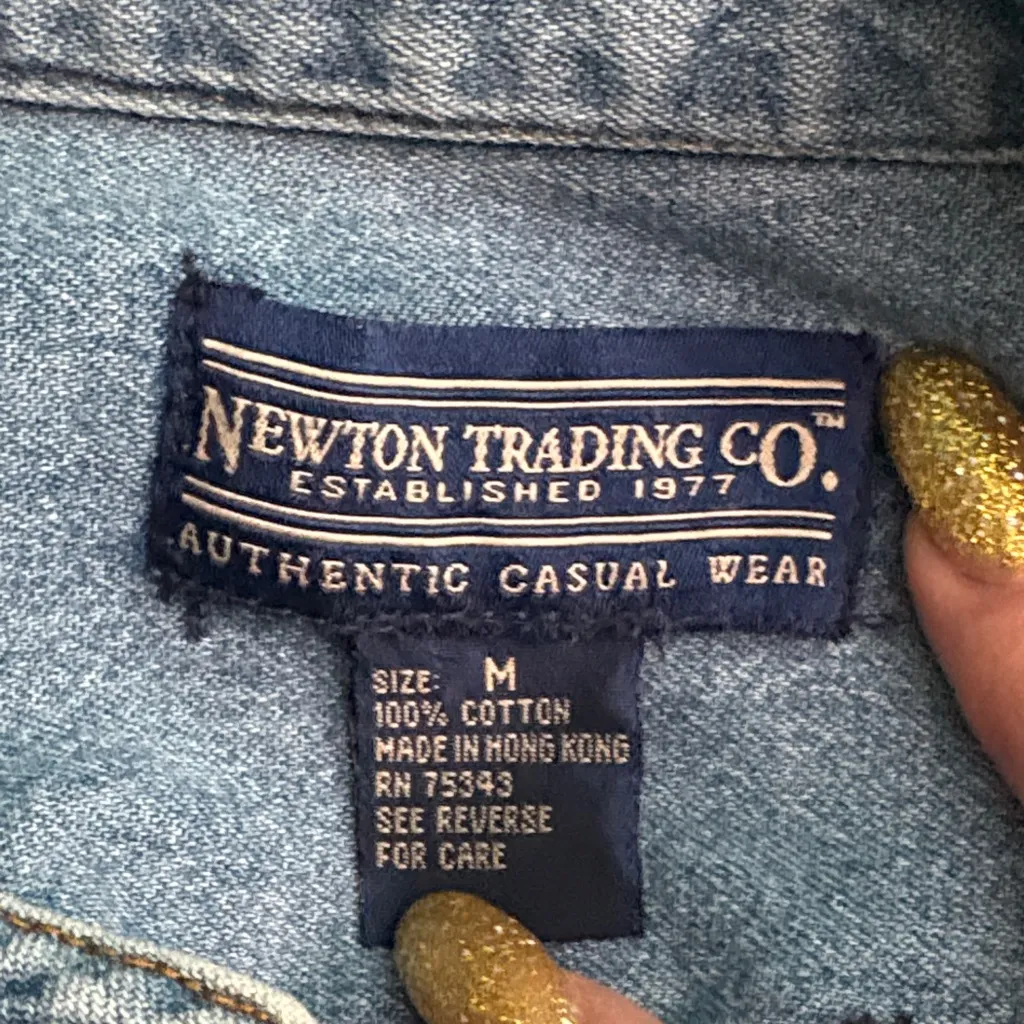 NEWTON TRADING CO.™
ESTABLISHED 1977
AUTHENTIC CASUAL WEAR
SIZE: M
100% COTTON
MADE IN HONG KONG
RN 75343
SEE REVERSE
FOR CARE